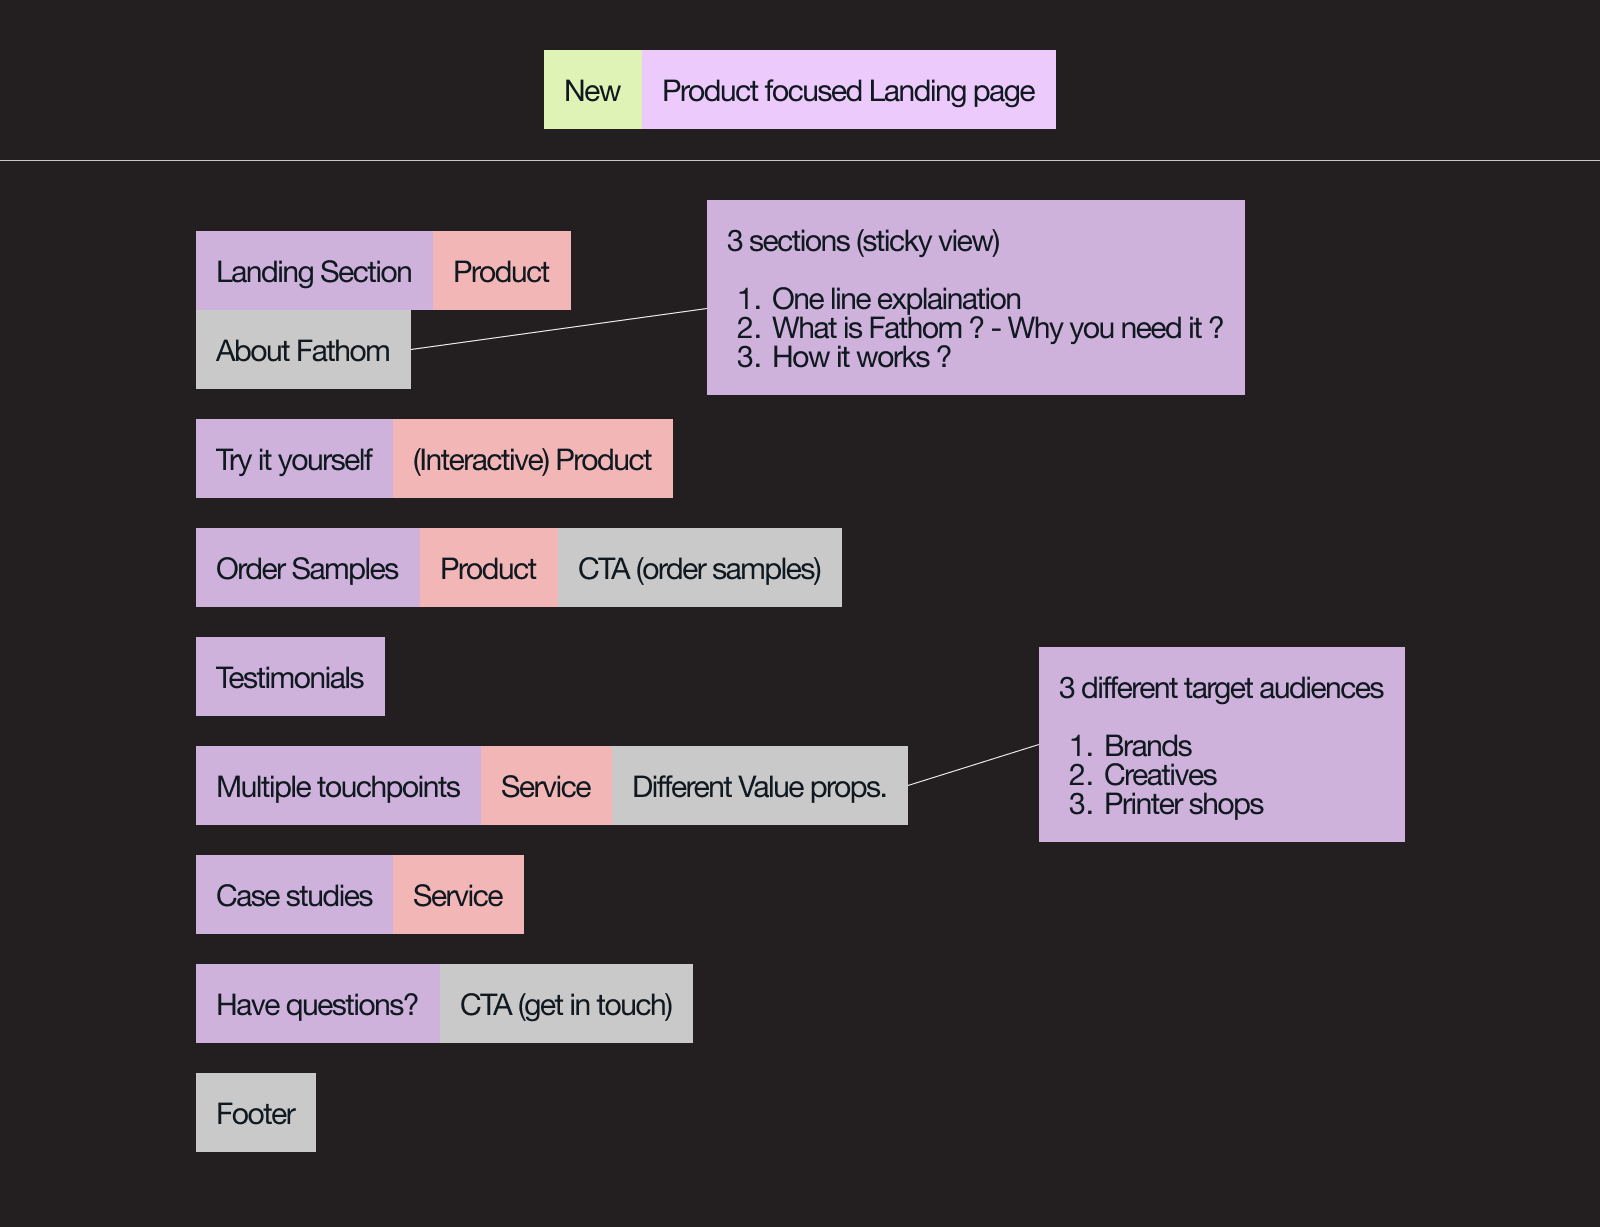 New Product focused Landing page
Landing Section Product
About Fathom
3 sections (sticky view)
1. One line explaination
2. What is Fathom ? - Why you need it ?
3. How it works ?
Try it yourself (Interactive) Product
Order Samples Product CTA (order samples)
Testimonials
Multiple touchpoints Service Different Value props.
3 different target audiences
1. Brands
2. Creatives
3. Printer shops
Case studies Service
Have questions? CTA (get in touch)
Footer